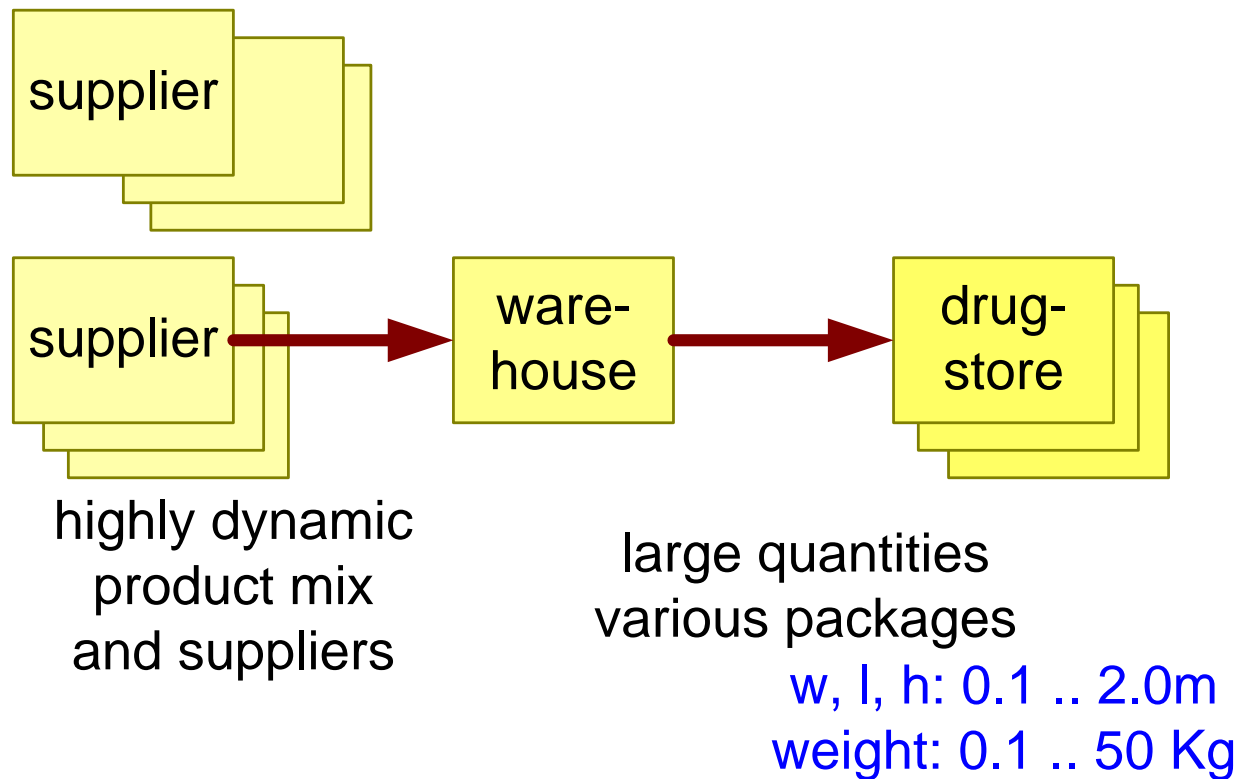 supplier
supplier
ware-
house
drug-
store
highly dynamic
product mix
and suppliers
large quantities
various packages
w, l, h: 0.1 .. 2.0m
weight: 0.1 .. 50 Kg